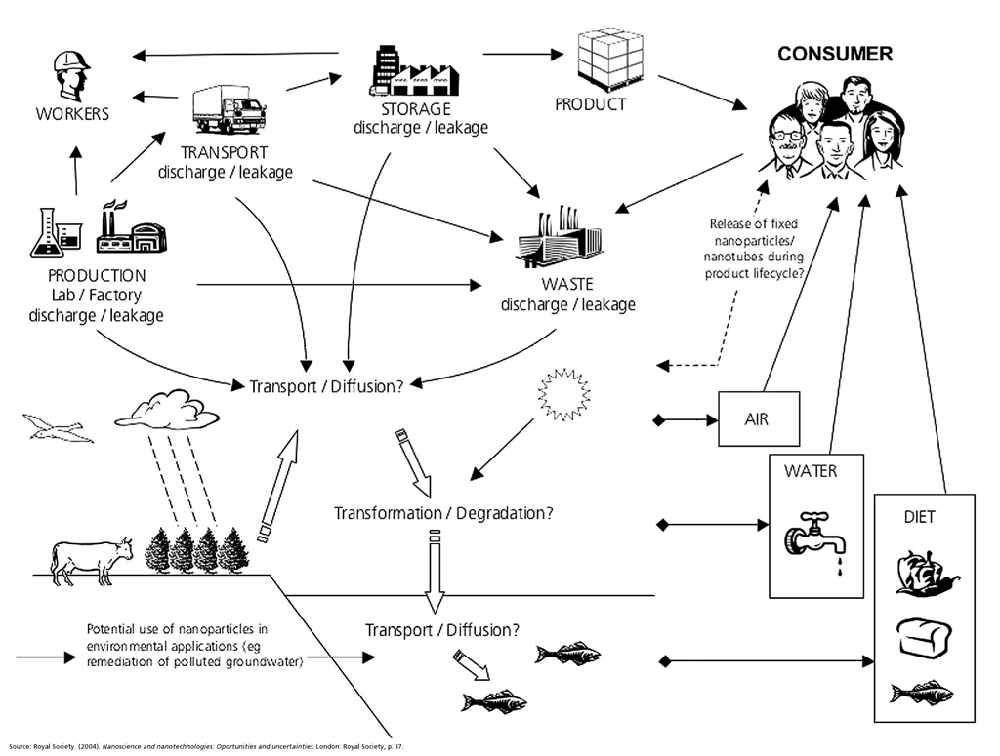 CONSUMER
WORKERS
STORAGE
discharge / leakage
PRODUCT
TRANSPORT
discharge / leakage
Release of fixed
nanoparticles/
nanotubes during
product lifecycle?
PRODUCTION
Lab / Factory
discharge / leakage
WASTE
discharge / leakage
Transport / Diffusion?
AIR
WATER
Transformation / Degradation?
DIET
Potential use of nanoparticles in
environmental applications (eg
remediation of polluted groundwater)
Transport / Diffusion?
Source: Royal Society. (2004). Nanoscience and nanotechnologies: Oportunities and uncertainties. London: Royal Society, p. 37.